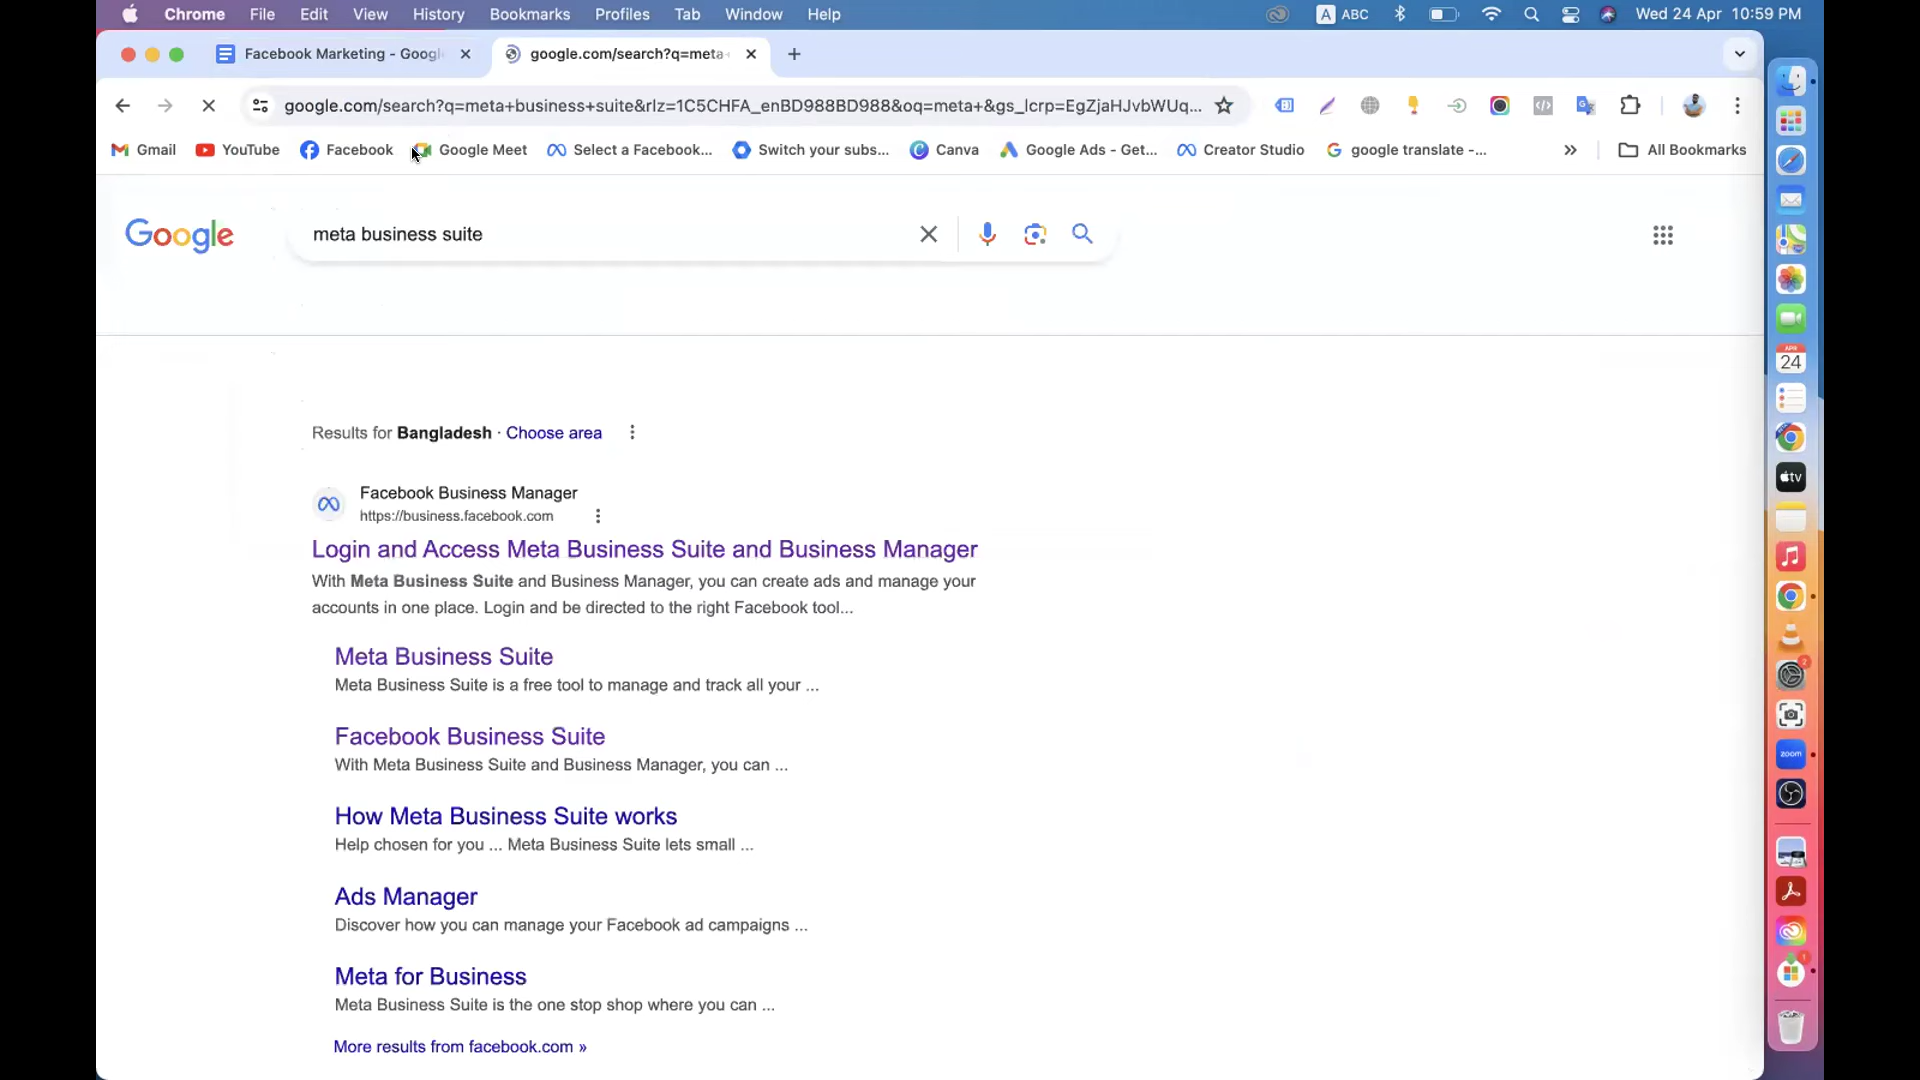 Chrome File Edit View History Bookmarks Profiles Tab Window Help A ABC Wed 24 Apr 10:59 PM
Facebook Marketing - Googl google.com/search?q=meta-
google.com/search?q=meta+business+suite&rlz=1C5CHFA_enBD988BD988&oq=meta+&gs_lcrp=EgZjaHJvbWUq...
Gmail YouTube Facebook Google Meet Select a Facebook... Switch your subs... Canva Google Ads - Get... Creator Studio google translate -... » All Bookmarks
Google meta business suite
Results for Bangladesh · Choose area
Facebook Business Manager
https://business.facebook.com
Login and Access Meta Business Suite and Business Manager
With Meta Business Suite and Business Manager, you can create ads and manage your
accounts in one place. Login and be directed to the right Facebook tool...
Meta Business Suite
Meta Business Suite is a free tool to manage and track all your ...
Facebook Business Suite
With Meta Business Suite and Business Manager, you can ...
How Meta Business Suite works
Help chosen for you ... Meta Business Suite lets small ...
Ads Manager
Discover how you can manage your Facebook ad campaigns ...
Meta for Business
Meta Business Suite is the one stop shop where you can ...
More results from facebook.com »
APR
24
tv
2
zoom
1